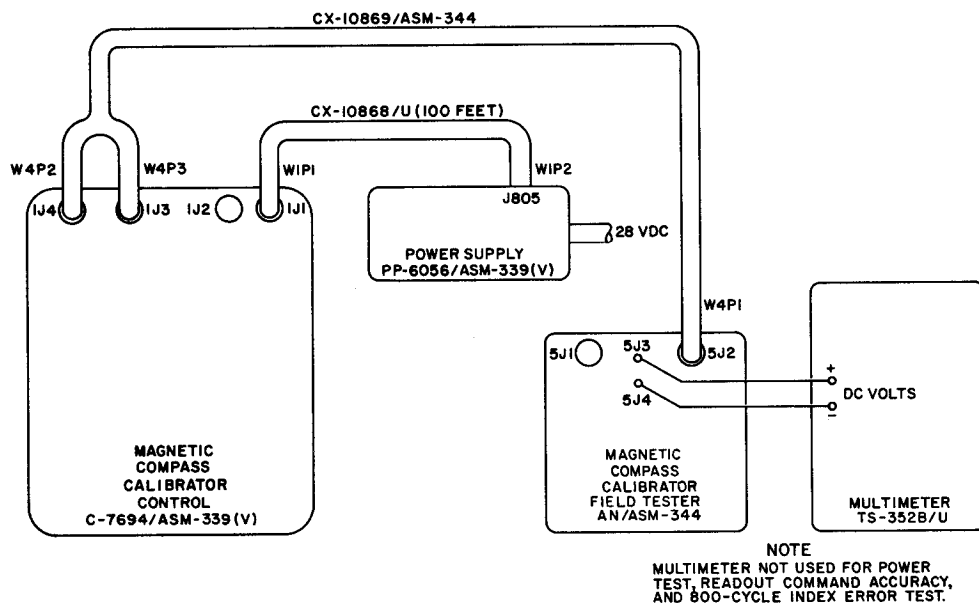 CX-10869/ASM-344
CX-10868/U (100 FEET)
W4P2
W4P3
W1P1
W1P2
1J4
1J3
1J2
1J1
J805
28 VDC
POWER SUPPLY
PP-6056/ASM-339(V)
W4P1
5J1
5J3
5J2
5J4
+
DC VOLTS
-
MAGNETIC
COMPASS
CALIBRATOR
CONTROL
C-7694/ASM-339(V)
MAGNETIC
COMPASS
CALIBRATOR
FIELD TESTER
AN/ASM-344
MULTIMETER
TS-352B/U
NOTE
MULTIMETER NOT USED FOR POWER
TEST, READOUT COMMAND ACCURACY,
AND 800-CYCLE INDEX ERROR TEST.